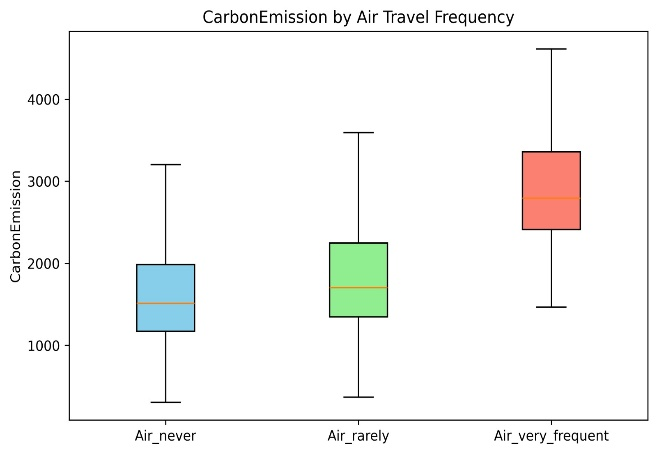 CarbonEmission by Air Travel Frequency
CarbonEmission
4000
3000
2000
1000
Air_never
Air_rarely
Air_very_frequent